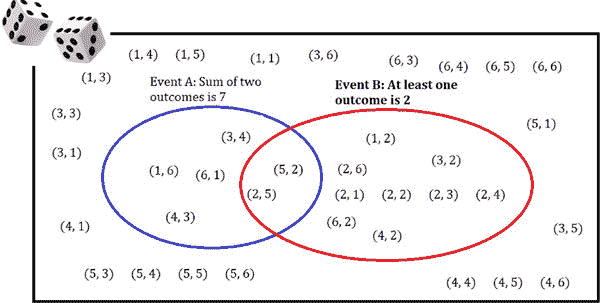 (1, 4) (1, 5) (1, 1) (3, 6) (6, 3) (6, 4) (6, 5) (6, 6)
(1, 3)
Event A: Sum of two
outcomes is 7
Event B: At least one
outcome is 2
(3, 3)
(5, 1)
(3, 4) (1, 2)
(3, 1)
(3, 2)
(1, 6) (6, 1) (5, 2) (2, 6)
(2, 5) (2, 1) (2, 2) (2, 3) (2, 4)
(4, 3) (6, 2)
(4, 1) (4, 2) (3, 5)
(5, 3) (5, 4) (5, 5) (5, 6)
(4, 4) (4, 5) (4, 6)